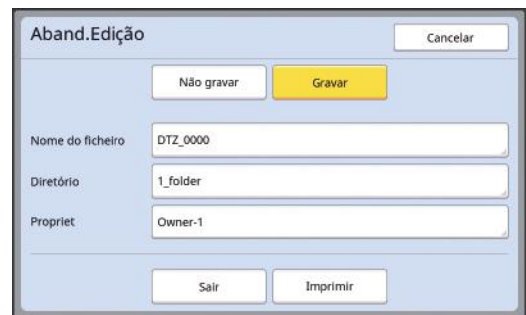 Aband.Edição
Cancelar
Não gravar Gravar
Nome do ficheiro DTZ_0000
Diretório 1_folder
Propriet Owner-1
Sair Imprimir